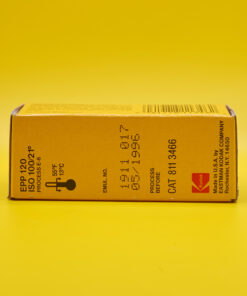 EPP 120
ISO 100/21°
PROCESS E-6
55°F
13°C
EMUL. NO.
1911 017
05/1996
PROCESS
BEFORE
CAT 811 3466
Kodak
Made in U.S.A. by
EASTMAN KODAK COMPANY
Rochester, N.Y. 14650